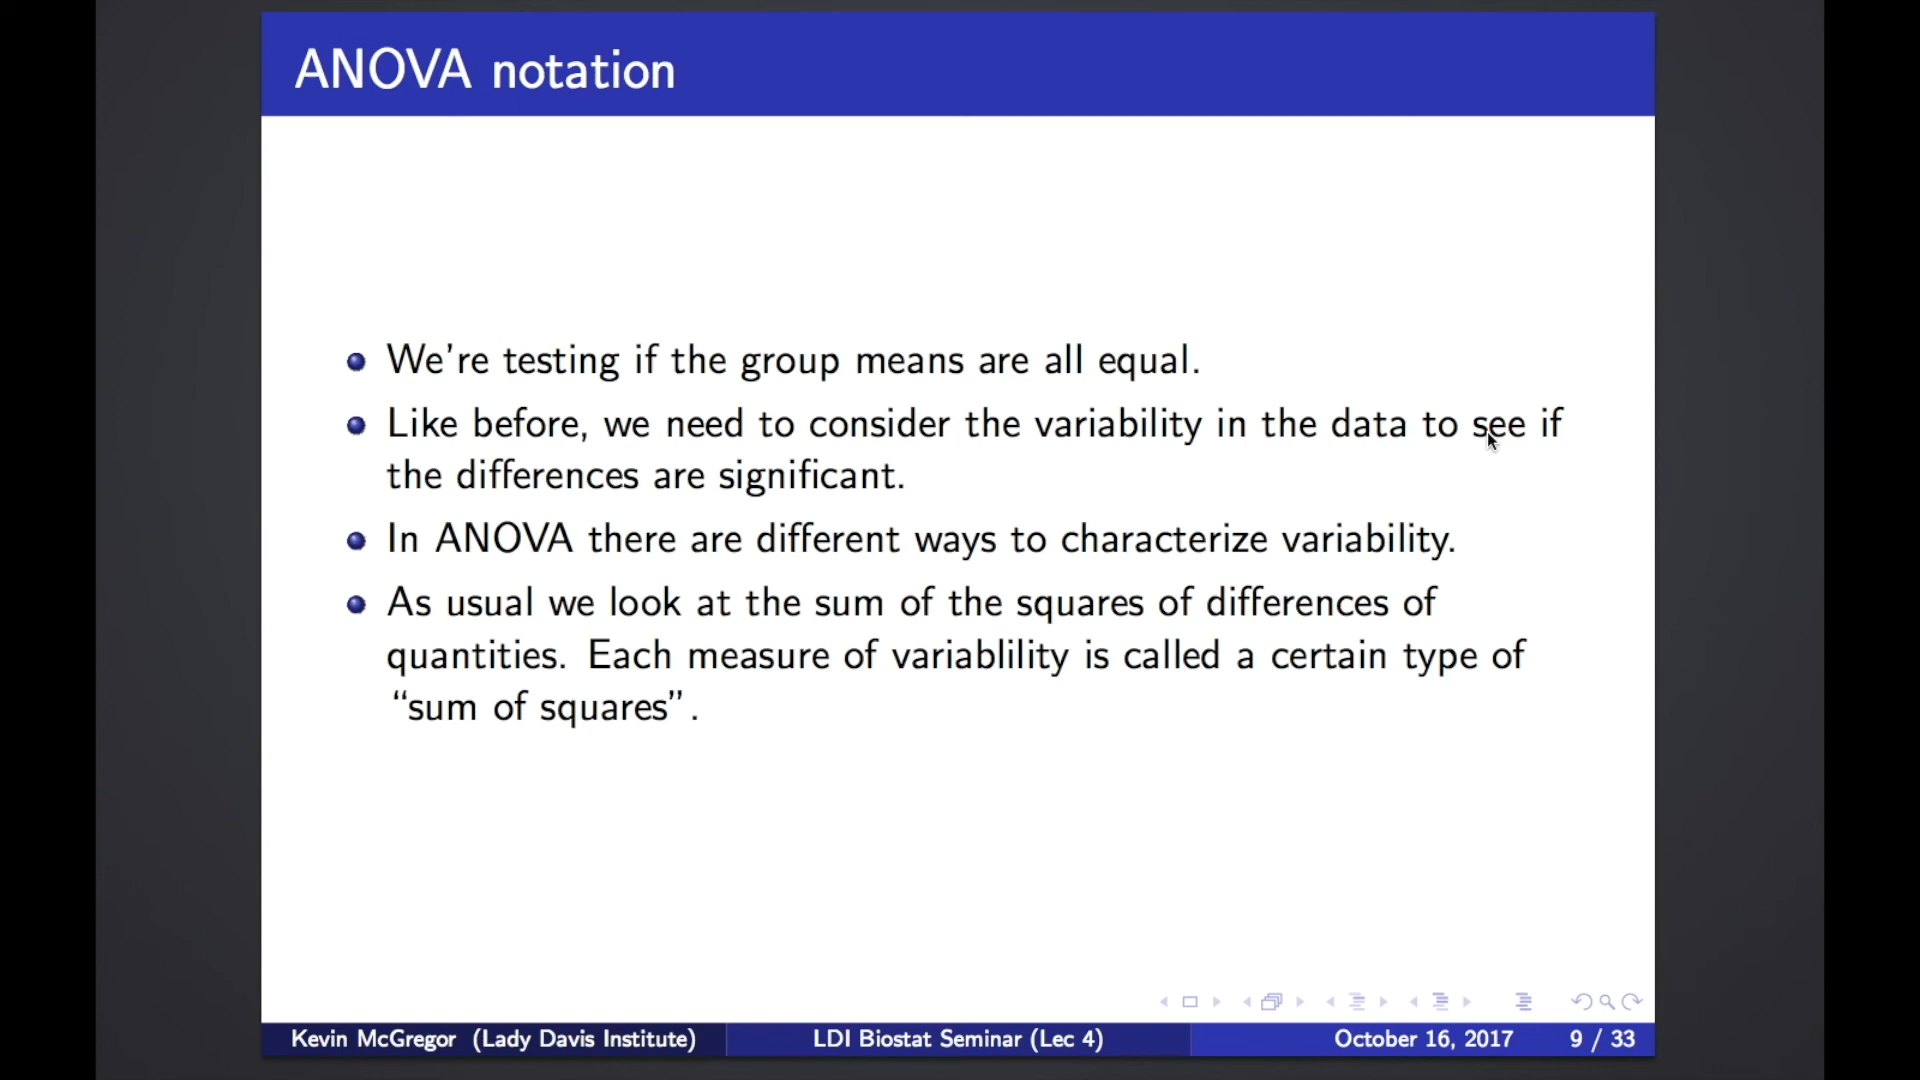 ANOVA notation
We're testing if the group means are all equal.
Like before, we need to consider the variability in the data to see if
the differences are significant.
In ANOVA there are different ways to characterize variability.
As usual we look at the sum of the squares of differences of
quantities. Each measure of variablility is called a certain type of
“sum of squares”.
Kevin McGregor (Lady Davis Institute) LDI Biostat Seminar (Lec 4) October 16, 2017 9 / 33